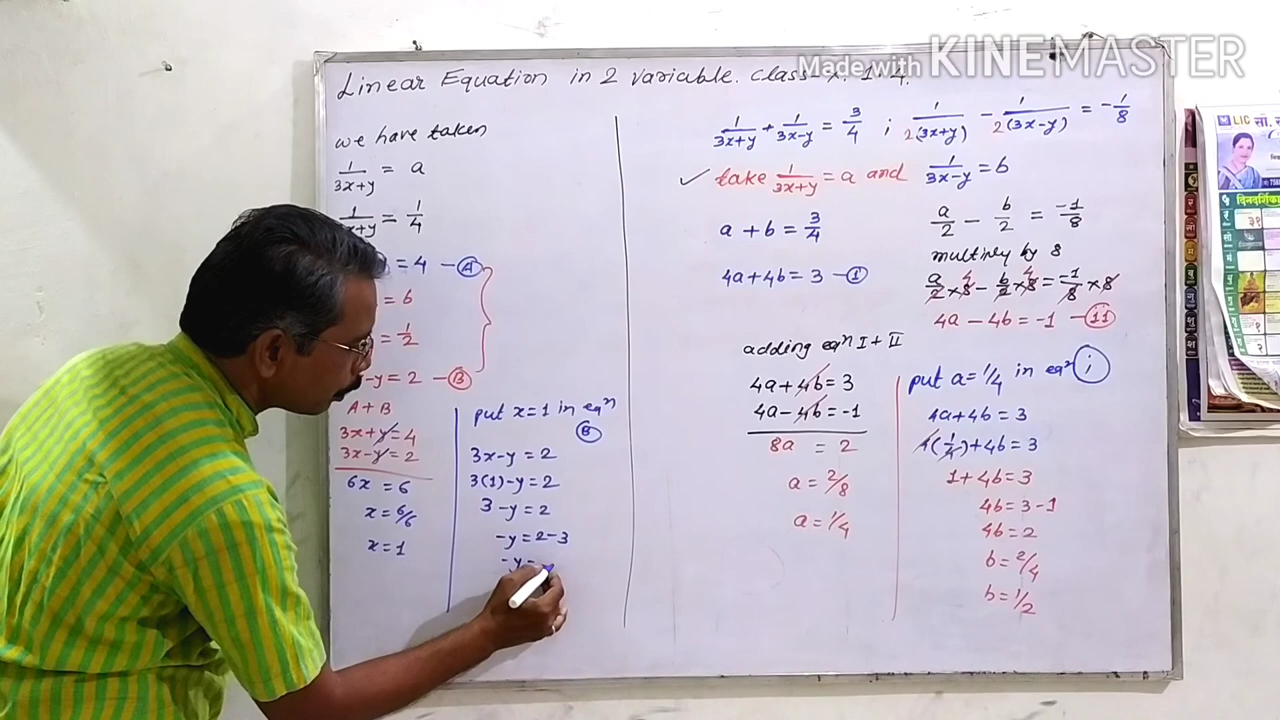 Made with KINEMASTER
Linear Equation in 2 variable. class-x. 1.4.
we have taken
1/3x+y = a
1/3x+y = 1/4
= 4 - A
= b
= 1/2
-y = 2 - B
A + B
3x+y=4
3x-y=2
6x = 6
x = 6/6
x = 1
put x=1 in eqn
B
3x-y = 2
3(1)-y = 2
3 - y = 2
-y = 2-3
-y =
1/3x+y + 1/3x-y = 3/4 ; 1/2(3x+y) - 1/2(3x-y) = -1/8
✓ take 1/3x+y = a and 1/3x-y = b
a + b = 3/4
4a+4b = 3 - I
a/2 - b/2 = -1/8
multiply by 8
a/2 × 8 4 - b/2 × 8 4 = -1/8 × 8
4a - 4b = -1 - 11
adding eqn I + II
4a + 4b = 3
4a - 4b = -1
8a = 2
a = 2/8
a = 1/4
put a = 1/4 in eqn i
4a+4b = 3
4(1/4)+4b = 3
1 + 4b = 3
4b = 3-1
4b = 2
b = 2/4
b = 1/2
LIC
दिनदर्शिका